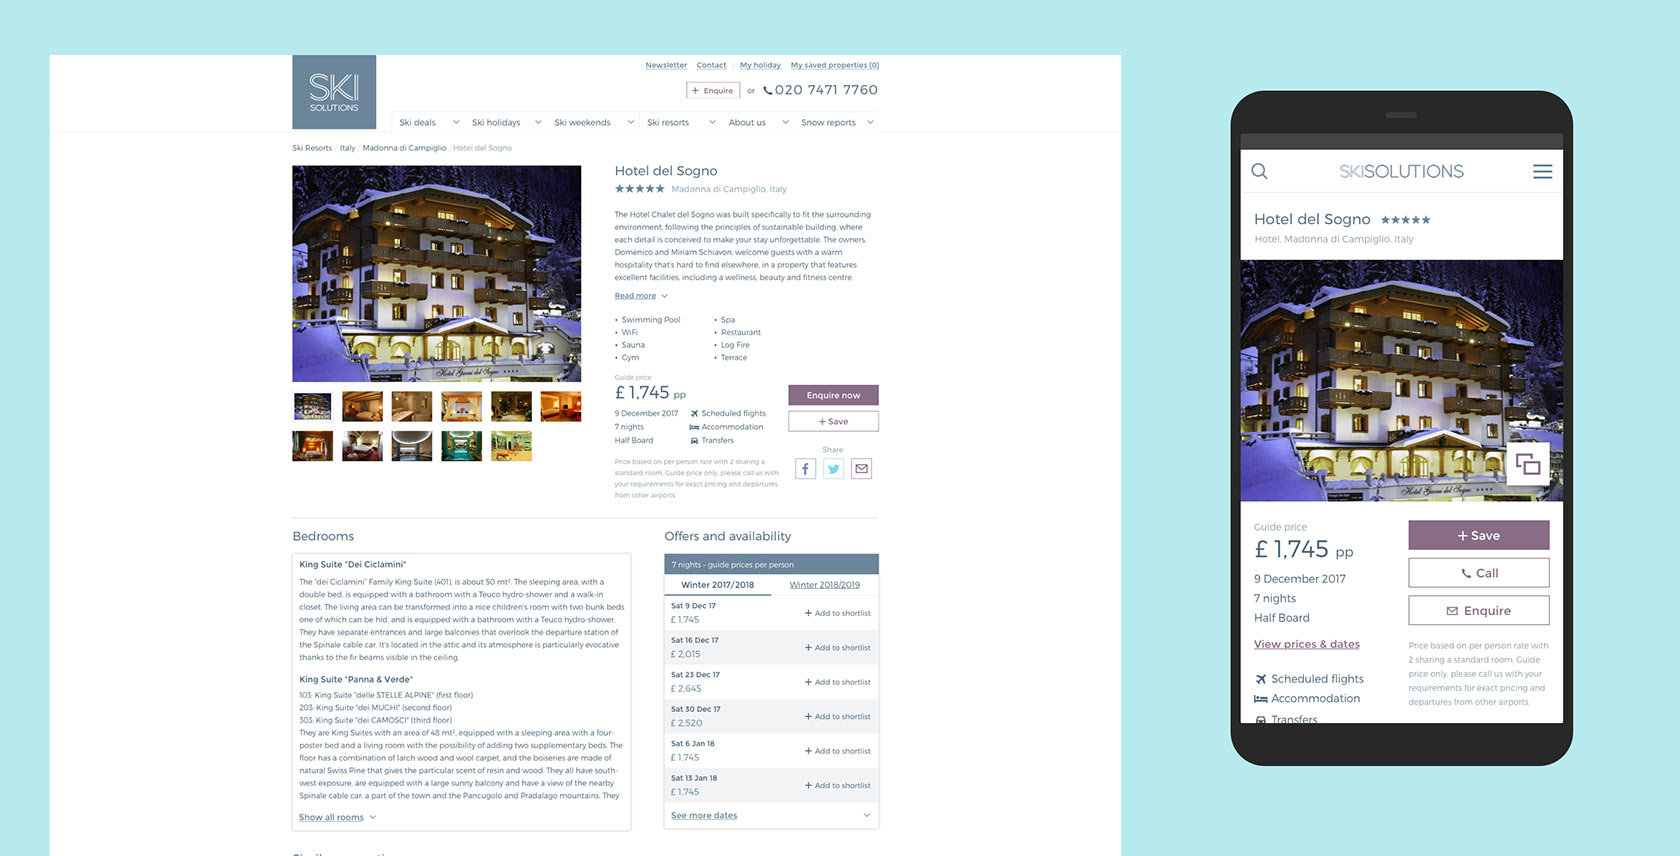 SKI
SOLUTIONS
Newsletter Contact My holiday My saved properties (0)
+ Enquire or 020 7471 7760
Ski deals Ski holidays Ski weekends Ski resorts About us Snow reports
Ski Resorts / Italy / Madonna di Campiglio / Hotel del Sogno
Hotel del Sogno
Madonna di Campiglio, Italy
The Hotel Chalet del Sogno was built specifically to fit the surrounding
environment, following the principles of sustainable building, where
each detail is conceived to make your stay unforgettable. The owners,
Domenico and Miriam Schiavon, welcome guests with a warm
hospitality that's hard to find elsewhere, in a property that features
excellent facilities, including a wellness, beauty and fitness centre.
Read more
• Swimming Pool
• WiFi
• Sauna
• Gym
• Spa
• Restaurant
• Log Fire
• Terrace
Guide price
£ 1,745 pp
9 December 2017
7 nights
Half Board
Scheduled flights
Accommodation
Transfers
Price based on per person rate with 2 sharing a
standard room. Guide price only, please call us with
your requirements for exact pricing and departures
from other airports.
Enquire now
+ Save
Share
Hotel Garni del Sogno
Bedrooms
King Suite "Dei Ciclamini"
The "dei Ciclamini" Family King Suite (401), is about 50 mt². The sleeping area, with a
double bed, is equipped with a bathroom with a Teuco hydro-shower and a walk-in
closet. The living area can be transformed into a nice children's room with two bunk beds
one of which can be hid, and is equipped with a bathroom with a Teuco hydro-shower.
They have separate entrances and large balconies that overlook the departure station of
the Spinale cable car. It's located in the attic and its atmosphere is particularly evocative
thanks to the fir beams visible in the ceiling.
King Suite "Panna & Verde"
103: King Suite "delle STELLE ALPINE" (first floor)
203: King Suite "dei MUGHI" (second floor)
303: King Suite "dei CAMOSCI" (third floor)
They are King Suites with an area of 48 mt², equipped with a sleeping area with a four-
poster bed and a living room with the possibility of adding two supplementary beds. The
floor has a combination of larch wood and wool carpet, and the boiseries are made of
natural Swiss Pine that gives the particular scent of resin and wood. They all have south-
west exposure, are equipped with a large sunny balcony and have a view of the nearby
Spinale cable car, a part of the town and the Pancugolo and Pradalago mountains. They
Show all rooms
Offers and availability
7 nights - guide prices per person
Winter 2017/2018 Winter 2018/2019
Sat 9 Dec 17
£ 1,745
+ Add to shortlist
Sat 16 Dec 17
£ 2,015
+ Add to shortlist
Sat 23 Dec 17
£ 2,645
+ Add to shortlist
Sat 30 Dec 17
£ 2,520
+ Add to shortlist
Sat 6 Jan 18
£ 1,745
+ Add to shortlist
Sat 13 Jan 18
£ 1,745
+ Add to shortlist
See more dates
SKISOLUTIONS
Hotel del Sogno
Hotel, Madonna di Campiglio, Italy
Hotel Garni del Sogno
Guide price
£ 1,745 pp
9 December 2017
7 nights
Half Board
View prices & dates
Scheduled flights
Accommodation
Transfers
+ Save
Call
Enquire
Price based on per person rate with
2 sharing a standard room. Guide
price only, please call us with your
requirements for exact pricing and
departures from other airports.